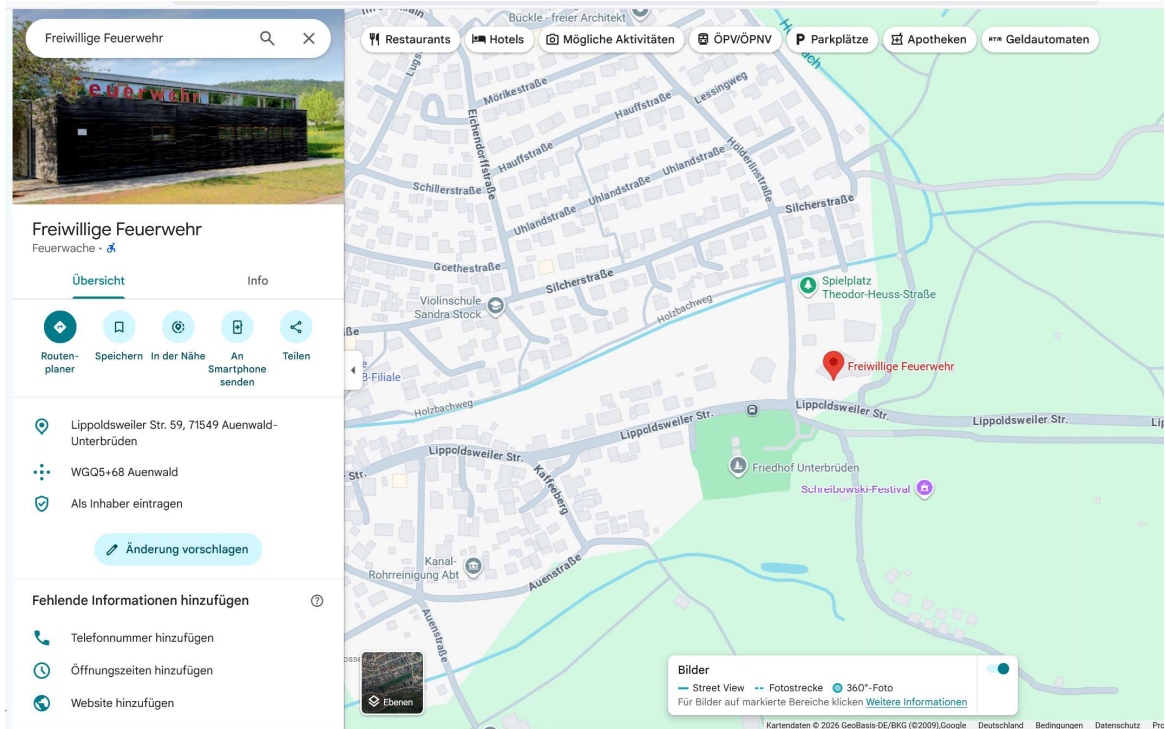 Freiwillige Feuerwehr
Restaurants
Hotels
Mögliche Aktivitäten
ÖPV/ÖPNV
Parkplätze
Apotheken
ATM Geldautomaten
euerwehr
Freiwillige Feuerwehr
Feuerwache
Übersicht
Info
Routen-
planer
Speichern
In der Nähe
An
Smartphone
senden
Teilen
Lippoldsweiler Str. 59, 71549 Auenwald-
Unterbrüden
WGQ5+68 Auenwald
Als Inhaber eintragen
Änderung vorschlagen
Fehlende Informationen hinzufügen
Telefonnummer hinzufügen
Öffnungszeiten hinzufügen
Website hinzufügen
Bückle - freier Architekt
Mörikestraße
Hauffstraße
Lessingweg
Eichendorffstraße
Hauffstraße
Hölderlinstraße
Uhlandstraße
Schillerstraße
Uhlandstraße
Silcherstraße
Uhlandstraße
Goethestraße
Silcherstraße
Spielplatz
Theodor-Heuss-Straße
Violinschule
Sandra Stock
Holzbachweg
Freiwillige Feuerwehr
B-Filiale
Holzbachweg
Lippoldsweiler Str.
Lippoldsweiler Str.
Lippoldsweiler Str.
Lippoldsweiler Str.
Str.
Kaffeeberg
Friedhof Unterbrüden
Schreibowski-Festival
Kanal-
Rohrreinigung Abt
Auenstraße
Auenstraße
Ebenen
Bilder
Street View
Fotostrecke
360°-Foto
Für Bilder auf markierte Bereiche klicken Weitere Informationen
Kartendaten © 2026 GeoBasis-DE/BKG (©2009),Google
Deutschland
Bedingungen
Datenschutz